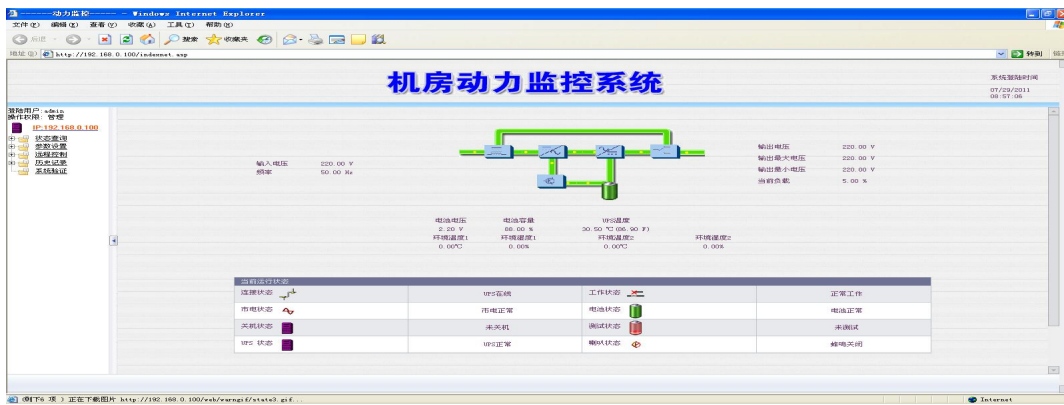 ------动力监控------ - Windows Internet Explorer
文件(F) 编辑(E) 查看(V) 收藏(A) 工具(T) 帮助(H)
后退 搜索 收藏夹
地址(D) http://192.168.0.100/indexnet.asp 转到
机房动力监控系统
系统登陆时间
07/29/2011
08:57:06
登陆用户: admin
操作权限: 管理
IP:192.168.0.100
状态查询
参数设置
远程控制
历史记录
系统验证
输入电压 220.00 V
频率 50.00 Hz
输出电压 220.00 V
输出最大电压 220.00 V
输出最小电压 220.00 V
当前负载 5.00 %
电池电压 电池容量 UPS温度
2.20 V 30.50 ℃(86.90 F)
环境温度1 环境湿度1 环境温度2 环境湿度2
0.00℃ 0.00% 0.00℃ 0.00%
当前运行状态
连接状态 UPS在线 工作状态 正常工作
市电状态 市电正常 电池状态 电池正常
关机状态 未关机 测试状态 未测试
UPS 状态 UPS正常 喇叭状态 蜂鸣关闭
(剩下6 项 ) 正在下载图片 http://192.168.0.100/web/warngif/state3.gif...
Internet